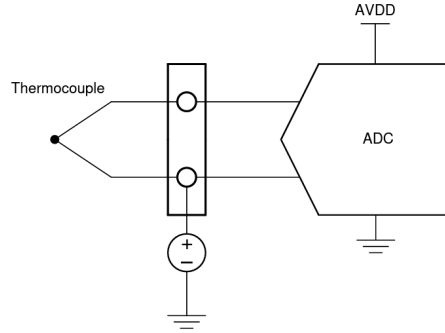 AVDD
Thermocouple
ADC
+
−